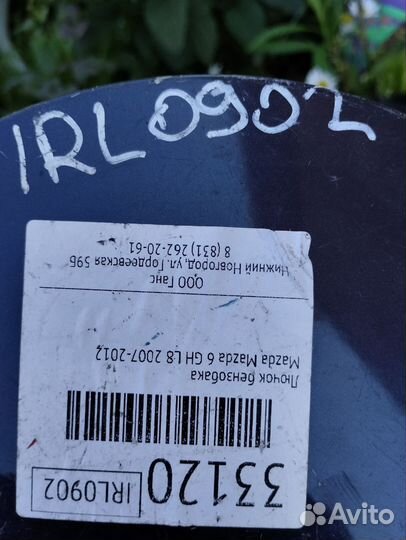 IRL0902
IRL0902
33120
Лючок бензобака
Mazda Mazda 6 GH L8 2007-2012
ООО Ганс
Нижний Новгород, ул. Гордеевская 59Б
8 (831) 262-20-61
Avito